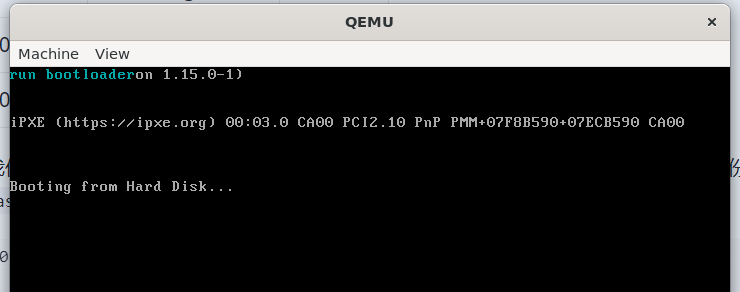 QEMU
Machine View
run bootloaderon 1.15.0-1)
iPXE (https://ipxe.org) 00:03.0 CA00 PCI2.10 PnP PMM+07F8B590+07ECB590 CA00
Booting from Hard Disk...